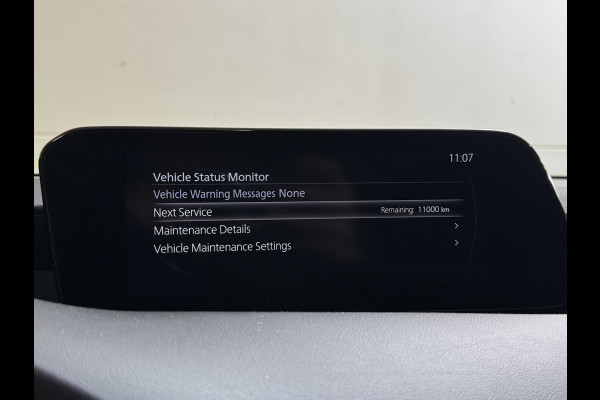 11:07
Vehicle Status Monitor
Vehicle Warning Messages None
Next Service Remaining: 11000 km
Maintenance Details
Vehicle Maintenance Settings